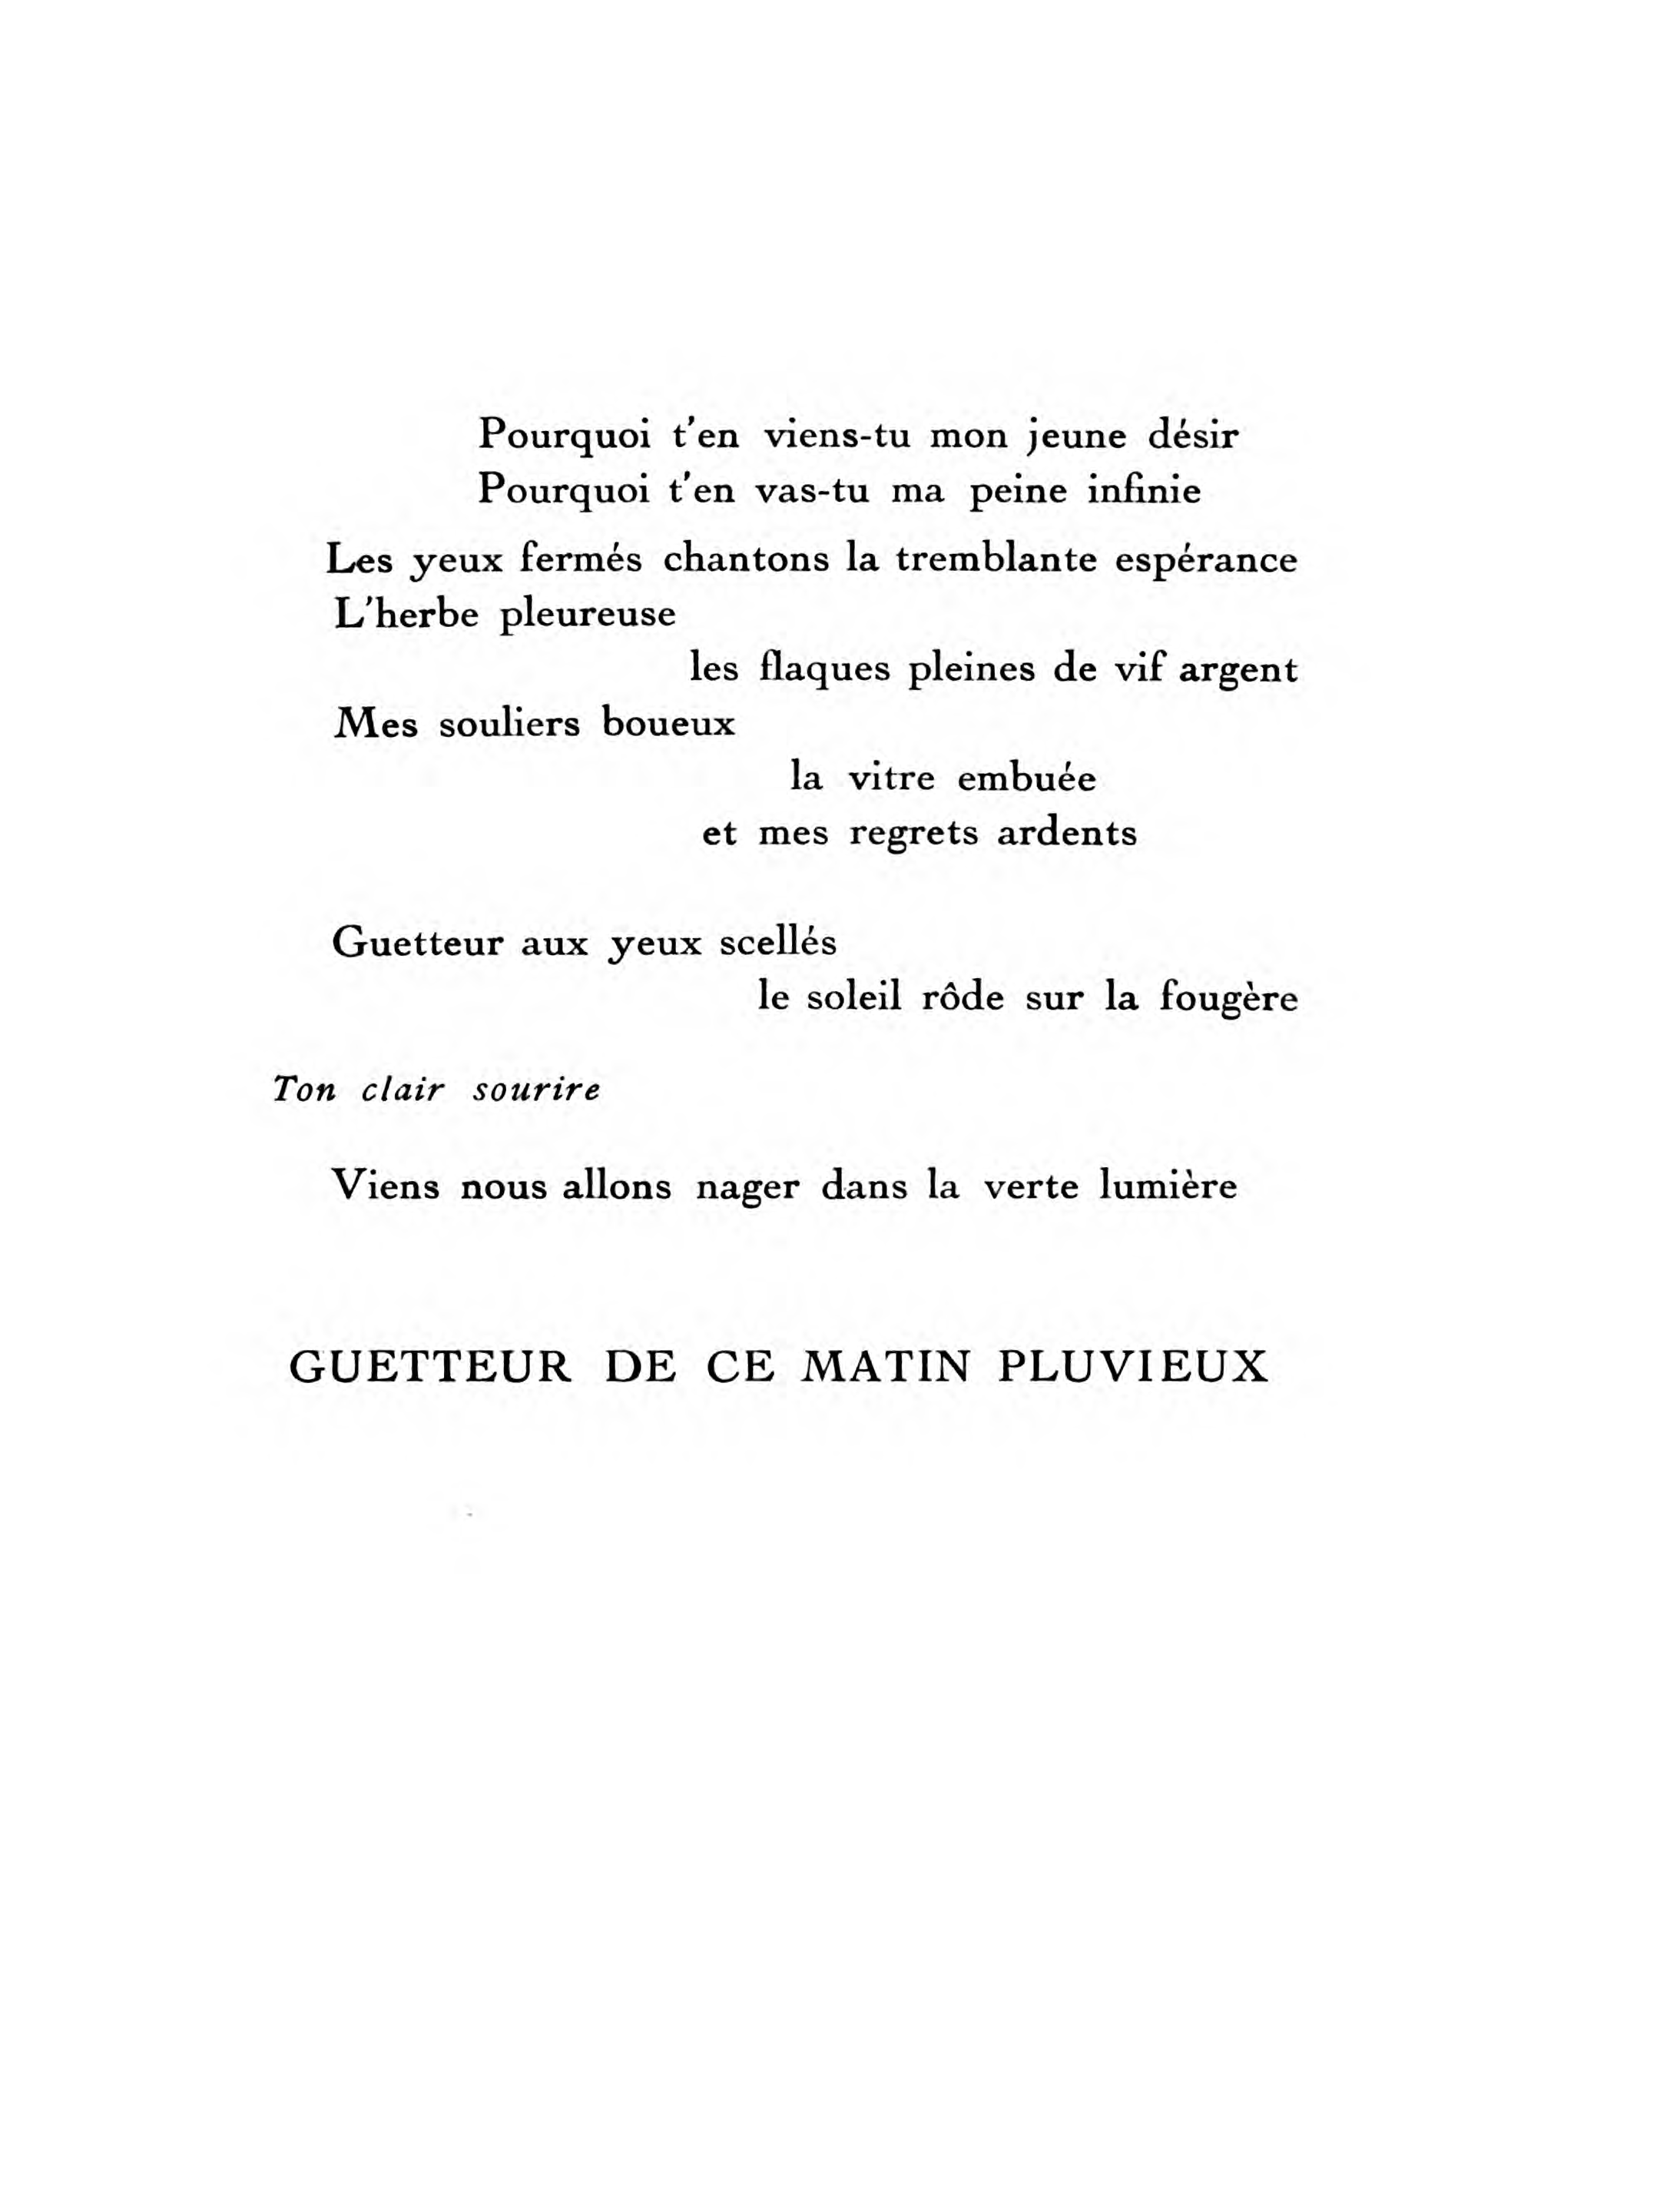 Pourquoi t'en viens-tu mon jeune désir
Pourquoi t'en vas-tu ma peine infinie
Les yeux fermés chantons la tremblante espérance
L'herbe pleureuse
les flaques pleines de vif argent
Mes souliers boueux
la vitre embuée
et mes regrets ardents
Guetteur aux yeux scellés
le soleil rôde sur la fougère
Ton clair sourire
Viens nous allons nager dans la verte lumière
GUETTEUR DE CE MATIN PLUVIEUX